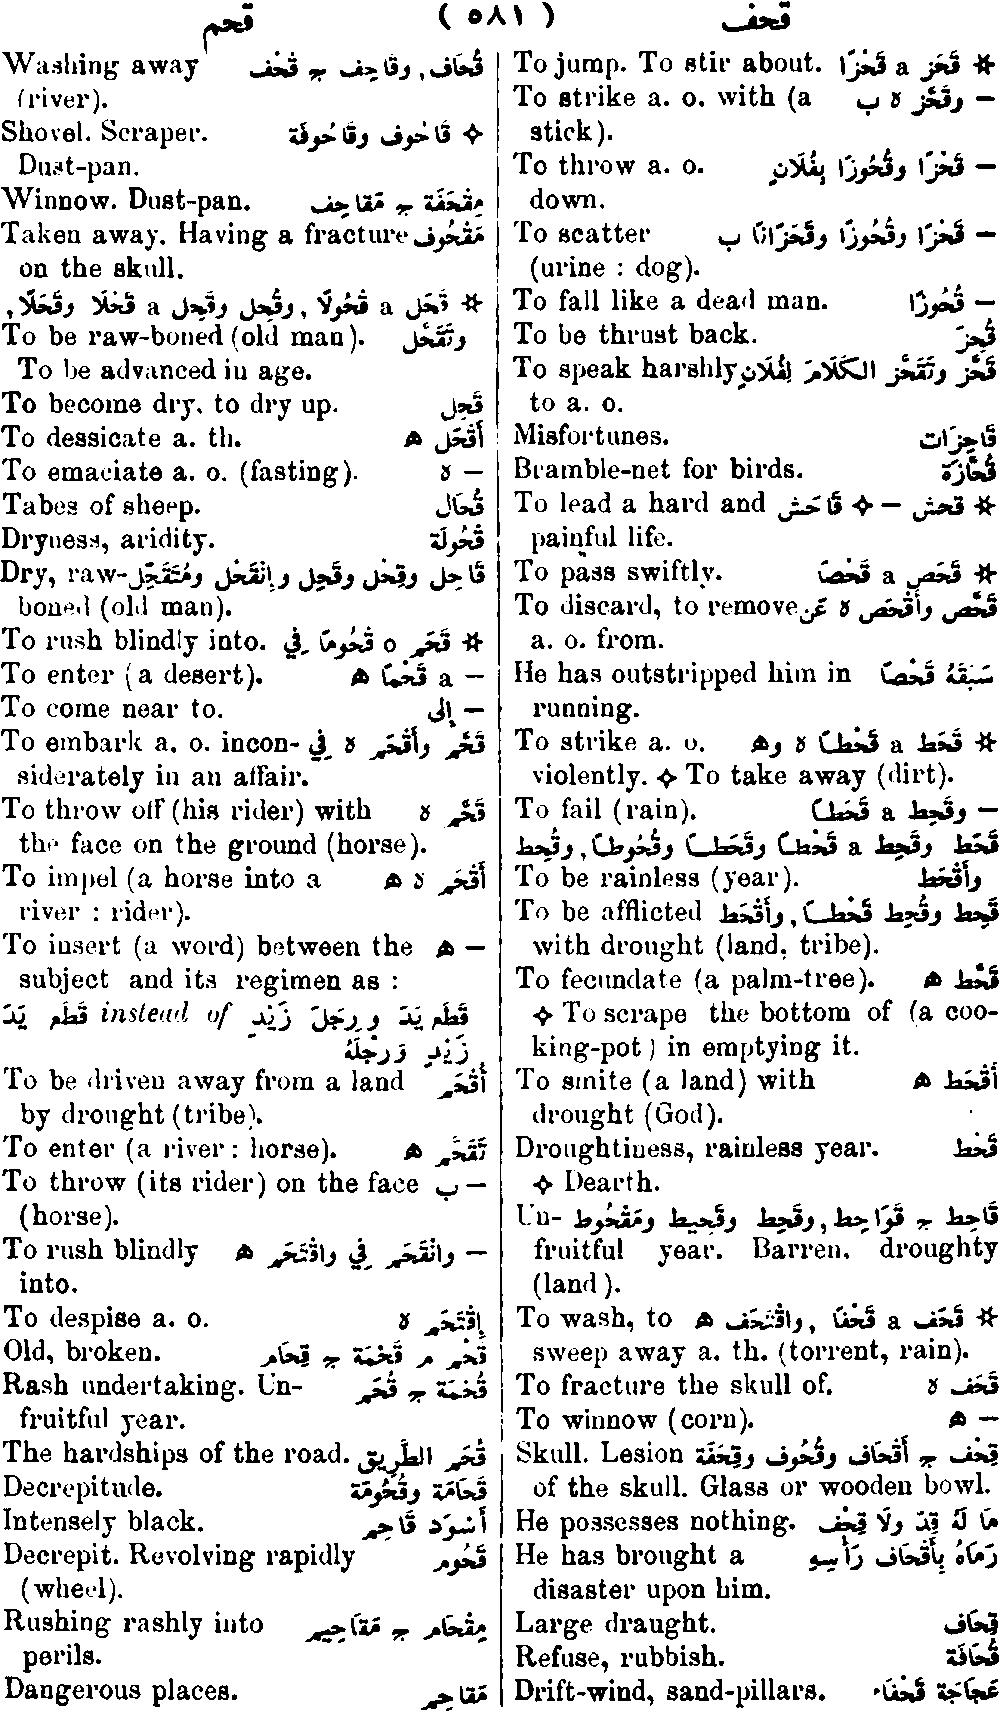 قحف ( ٥٨١ ) قحم
To jump. To stir about. ✲ قَحَز a قَحْزًا
To strike a. o. with (a — وقَحَّز ه ب
stick).
To throw a. o. — قَحْزًا وقُحُوزًا بِفُلَانٍ
down.
To scatter — قَحْزًا وقُحُوزًا وقَحَزَانًا ب
(urine : dog).
To fall like a dead man. — قُحُوزًا
To be thrust back. قُحِزَ
To speak harshly قَحَّز وتَقَحَّز الكَلَامَ لِفُلَانٍ
to a. o.
Misfortunes. قَاحِزَات
Bramble-net for birds. قُحَّازَة
To lead a hard and ✲ قحش — ✧ قَاحَش
painful life.
To pass swiftly. ✲ قَحَص a قَحْصًا
To discard, to remove قَحَّص وأَقْحَص ه عَن
a. o. from.
He has outstripped him in سَبَقَهُ قَحْصًا
running.
To strike a. o. ✲ قَحَط a قَحْطًا ه وه
violently. ✧ To take away (dirt).
To fail (rain). — وقَحِط a قَحَطًا
قَحَط وقَحِط a قَحْطًا وقَحَطًا وقُحُوطًا, وقُحِط
To be rainless (year). وأَقْحَط
To be afflicted قَحِط وقُحِط قَحْطًا, وأُقْحِط
with drought (land, tribe).
To fecundate (a palm-tree). قَحَّط ه
✧ To scrape the bottom of (a coo-
king-pot) in emptying it.
To smite (a land) with أَقْحَط ه
drought (God).
Droughtiness, rainless year. قَحْط
✧ Dearth.
Un- قَاحِط ج قَوَاحِط, وقَحِط وقَحِيط ومَقْحُوط
fruitful year. Barren, droughty
(land).
To wash, to ✲ قَحَف a قَحْفًا, واقْتَحَف ه
sweep away a. th. (torrent, rain).
To fracture the skull of. قَحَف ه
To winnow (corn). — ه
Skull. Lesion قِحْف ج أَقْحَاف وقُحُوف وقِحَفَة
of the skull. Glass or wooden bowl.
He possesses nothing. مَا لَهُ قِدّ ولَا قِحْف
He has brought a رَمَاهُ بِأَقْحَاف رَأْسِهِ
disaster upon him.
Large draught. قِحَاف
Refuse, rubbish. قُحَافَة
Drift-wind, sand-pillars. عَجَاجَة قَحْفَاء
Washing away قُحَاف, وقَاحِف ج قُحْف
(river).
Shovel. Scraper. ✧ قَاحُوف وقَاحُوفَة
Dust-pan.
Winnow. Dust-pan. مِقْحَفَة ج مَقَاحِف
Taken away. Having a fracture مَقْحُوف
on the skull.
✲ قَحَل a قُحُولًا, وقُحِل وقَحِل a قَحْلًا وقَحَلًا,
To be raw-boned (old man). وتَقَحَّل
To be advanced in age.
To become dry, to dry up. قَحِل
To dessicate a. th. أَقْحَل ه
To emaciate a. o. (fasting). — ه
Tabes of sheep. قُحَال
Dryness, aridity. قُحُولَة
Dry, raw- قَاحِل وقَحْل وقَحِل وإِنْقَحْل ومُتَقَحِّل
boned (old man).
To rush blindly into. ✲ قَحَم o قُحُومًا فِي
To enter (a desert). — a قَحْمًا ه
To come near to. — إِلَى
To embark a. o. incon- قَحَّم وأَقْحَم ه فِي
siderately in an affair.
To throw off (his rider) with قَحَّم ه
the face on the ground (horse).
To impel (a horse into a أَقْحَم ه ه
river : rider).
To insert (a word) between the — ه
subject and its regimen as :
قَطَع يَدَ وَرِجْلَ زَيْدٍ instead of قَطَع يَدَ
زَيْدٍ وَرِجْلَهُ
To be driven away from a land أُقْحِم
by drought (tribe).
To enter (a river : horse). تَقَحَّم ه
To throw (its rider) on the face — ب
(horse).
To rush blindly — وانْقَحَم فِي واقْتَحَم ه
into.
To despise a. o. إِقْتَحَم ه
Old, broken. قَحْم م قَحْمَة ج قِحَام
Rash undertaking. Un- قُحْمَة ج قُحَم
fruitful year.
The hardships of the road. قُحَم الطَّرِيق
Decrepitude. قَحَامَة وقُحُومَة
Intensely black. أَسْوَد قَاحِم
Decrepit. Revolving rapidly قَحُوم
(wheel).
Rushing rashly into مِقْحَام ج مَقَاحِيم
perils.
Dangerous places. مَقَاحِم